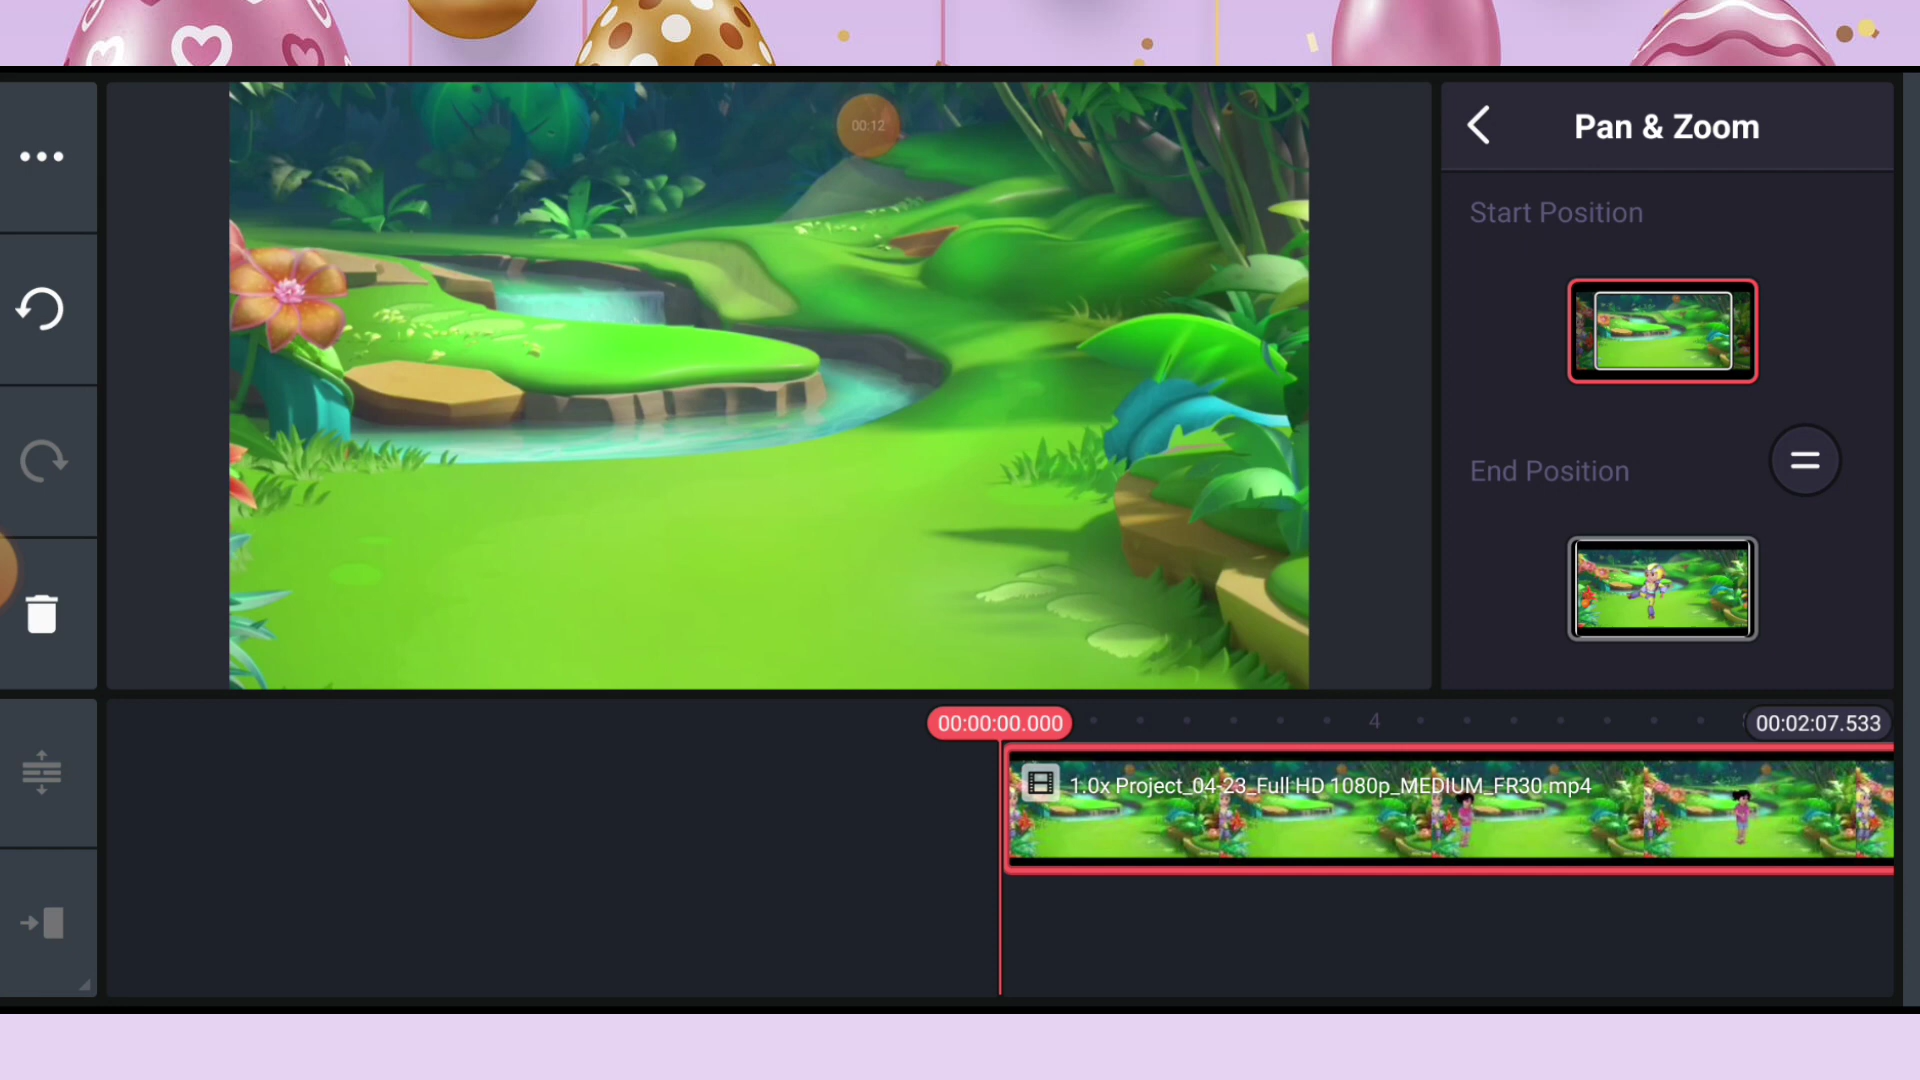 00:12
Pan & Zoom
Start Position
End Position
00:00:00.000
4
00:02:07.533
1.0x Project_04-23_Full HD 1080p_MEDIUM_FR30.mp4